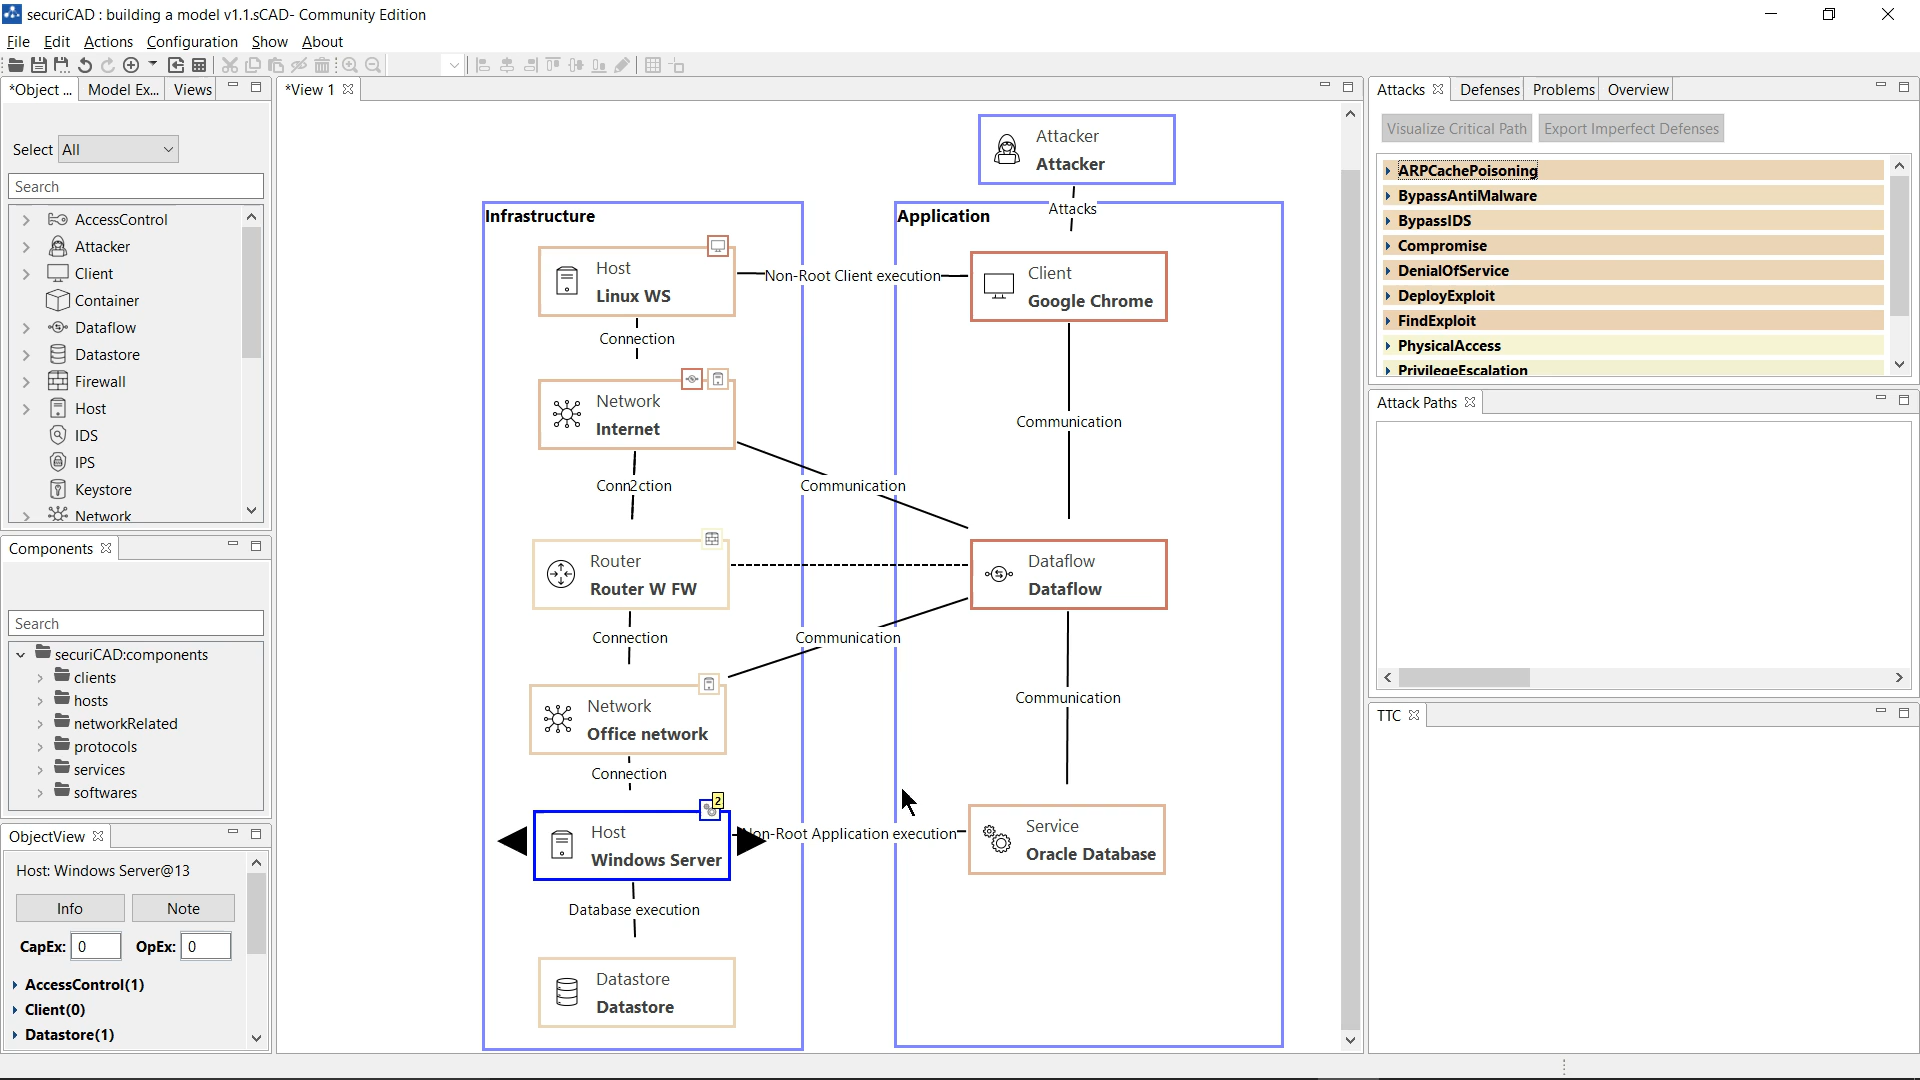 securiCAD : building a model v1.1.sCAD- Community Edition
File Edit Actions Configuration Show About
*Object ... Model Ex... Views
Select All
Search
AccessControl
Attacker
Client
Container
Dataflow
Datastore
Firewall
Host
IDS
IPS
Keystore
Network
Components
Search
securiCAD:components
clients
hosts
networkRelated
protocols
services
softwares
ObjectView
Host: Windows Server@13
Info Note
CapEx: 0 OpEx: 0
AccessControl(1)
Client(0)
Datastore(1)
*View 1
Attacker
Attacker
Attacks
Infrastructure
Application
Host
Linux WS
Non-Root Client execution
Client
Google Chrome
Connection
Network
Internet
Communication
Conn2ction
Communication
Router
Router W FW
Dataflow
Dataflow
Connection
Communication
Network
Office network
Communication
Connection
2
Host
Windows Server
Non-Root Application execution
Service
Oracle Database
Database execution
Datastore
Datastore
Attacks Defenses Problems Overview
Visualize Critical Path Export Imperfect Defenses
ARPCachePoisoning
BypassAntiMalware
BypassIDS
Compromise
DenialOfService
DeployExploit
FindExploit
PhysicalAccess
PrivilegeEscalation
Attack Paths
TTC